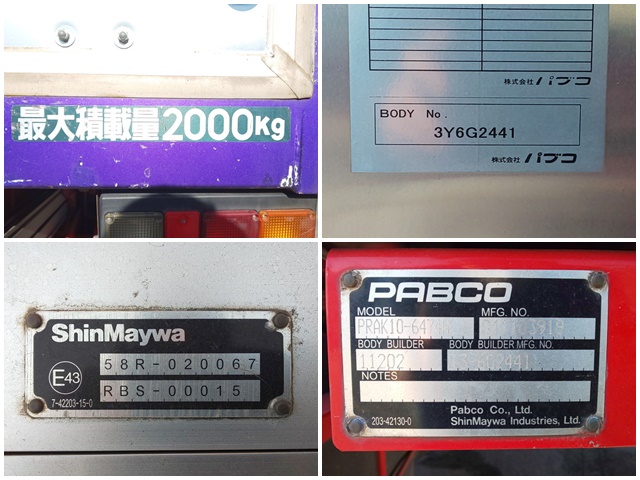 最大積載量2000Kg
株式会社パブコ
BODY No.
3Y6G2441
株式会社パブコ
ShinMaywa
58R-020067
E43
RBS-00015
7-42203-15-0
PABCO
MODEL MFG. NO.
BODY BUILDER BODY BUILDER MFG. NO.
11202
NOTES
Pabco Co., Ltd.
203-42130-0 ShinMaywa Industries, Ltd.